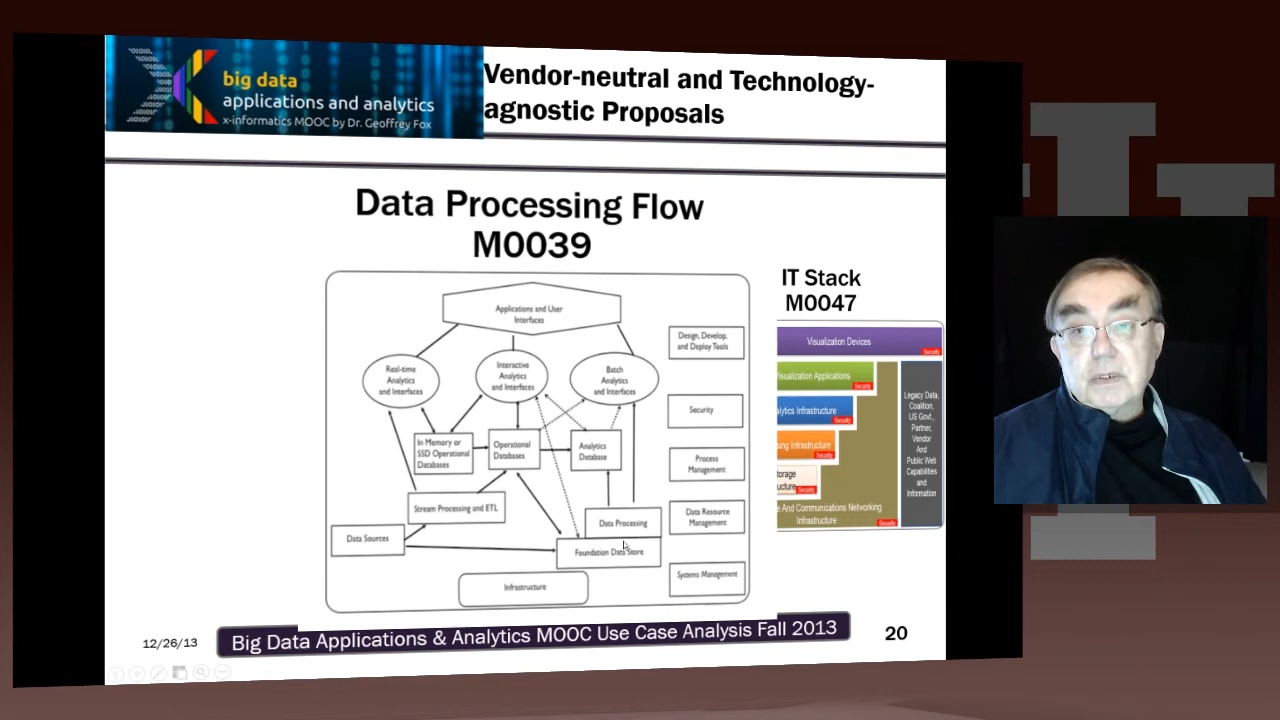 big data
applications and analytics
x-informatics MOOC by Dr. Geoffrey Fox
Vendor-neutral and Technology-
agnostic Proposals
Data Processing Flow
M0039
IT Stack
M0047
Applications and User
Interfaces
Real-time
Analytics
and Interfaces
Interactive
Analytics
and Interfaces
Batch
Analytics
and Interfaces
In Memory or
SSD Operational
Databases
Operational
Databases
Analytics
Database
Stream Processing and ETL
Data Sources
Data Processing
Foundation Data Store
Infrastructure
Design, Develop,
and Deploy Tools
Security
Process
Management
Data Resource
Management
Systems Management
Visualization Devices
Security
Visualization Applications
Security
Infrastructure
Security
Infrastructure
Security
Security
And Communications Networking
Infrastructure
Security
Legacy Data,
Coalition,
US Govt.,
Partner,
Vendor
And
Public Web
Capabilities
and
Information
12/26/13
Big Data Applications & Analytics MOOC Use Case Analysis Fall 2013
20